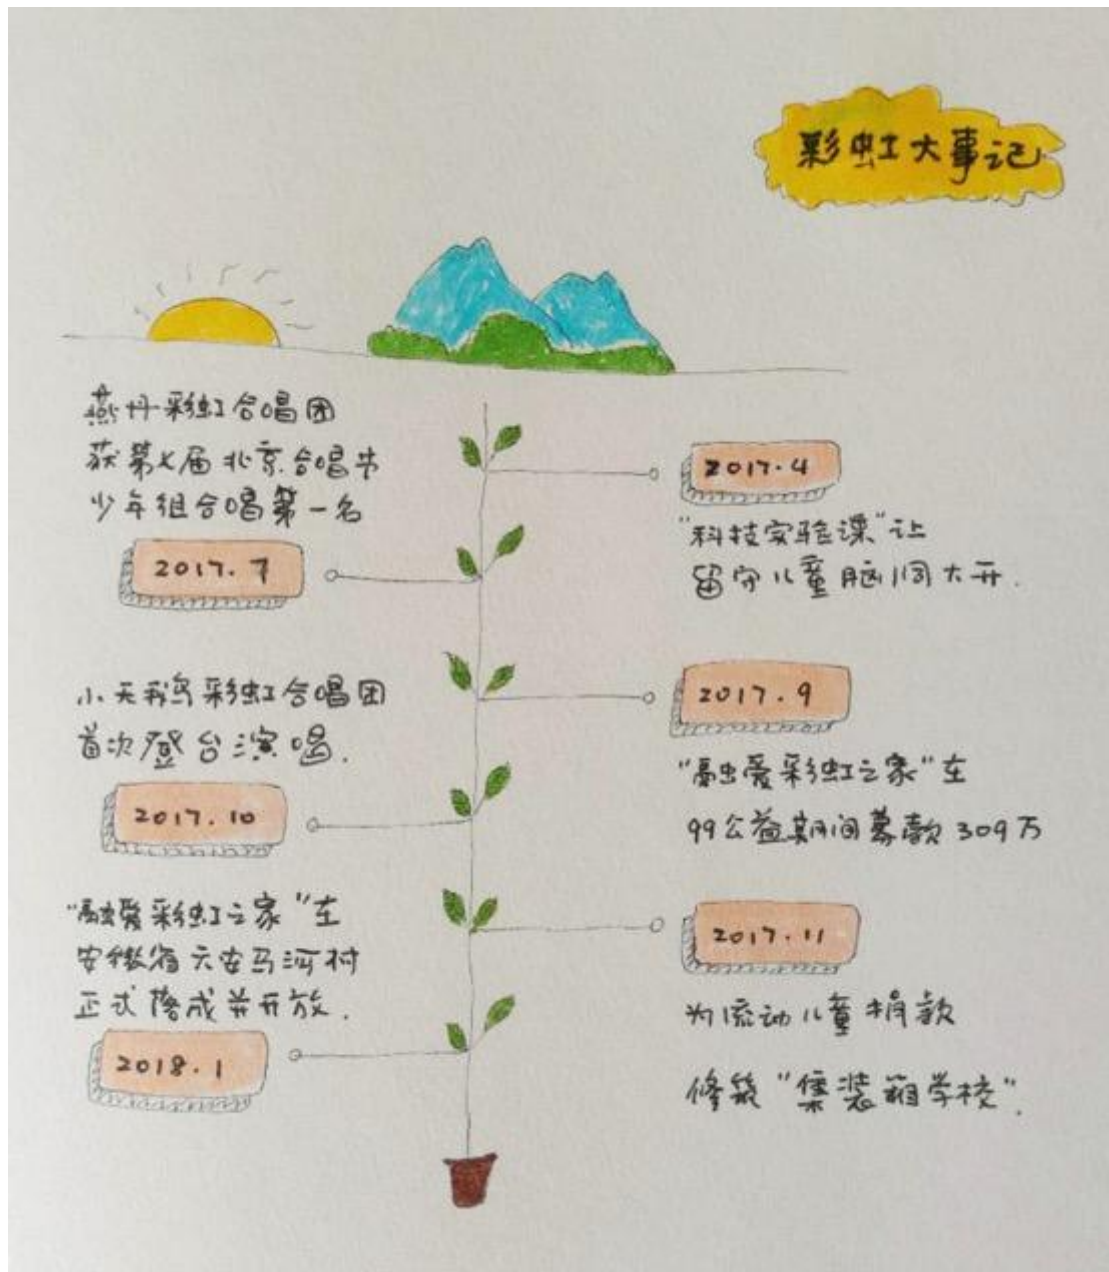 彩虹大事记
燕丹彩虹合唱团
获第七届北京合唱节
少年组合唱第一名
2017.7
2017.4
"科技实验课"让
留守儿童脑洞大开.
小天鹅彩虹合唱团
首次登台演唱.
2017.10
2017.9
"融爱彩虹之家"在
99公益期间募款309万
"融爱彩虹之家"在
安徽省六安马河村
正式落成并开放.
2018.1
2017.11
为流动儿童捐款
修筑"集装箱学校".